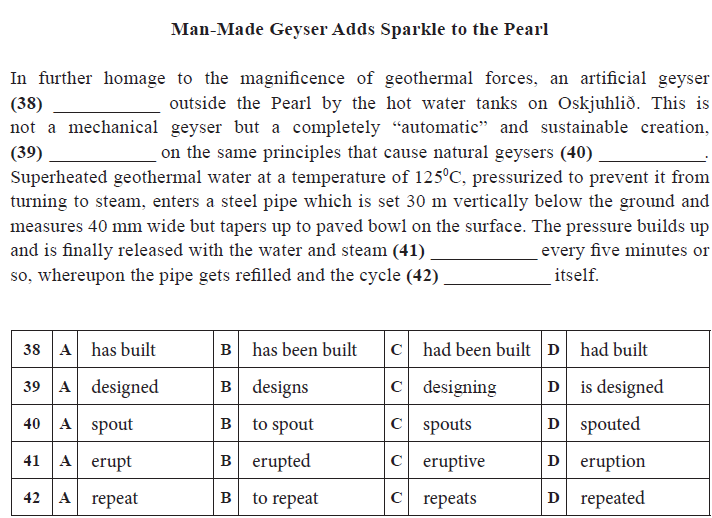 Man-Made Geyser Adds Sparkle to the Pearl
In further homage to the magnificence of geothermal forces, an artificial geyser
(38) ____________ outside the Pearl by the hot water tanks on Oskjuhlið. This is
not a mechanical geyser but a completely “automatic” and sustainable creation,
(39) ____________ on the same principles that cause natural geysers (40) ____________.
Superheated geothermal water at a temperature of 125⁰C, pressurized to prevent it from
turning to steam, enters a steel pipe which is set 30 m vertically below the ground and
measures 40 mm wide but tapers up to paved bowl on the surface. The pressure builds up
and is finally released with the water and steam (41) ____________ every five minutes or
so, whereupon the pipe gets refilled and the cycle (42) ____________ itself.
38 A has built B has been built C had been built D had built
39 A designed B designs C designing D is designed
40 A spout B to spout C spouts D spouted
41 A erupt B erupted C eruptive D eruption
42 A repeat B to repeat C repeats D repeated